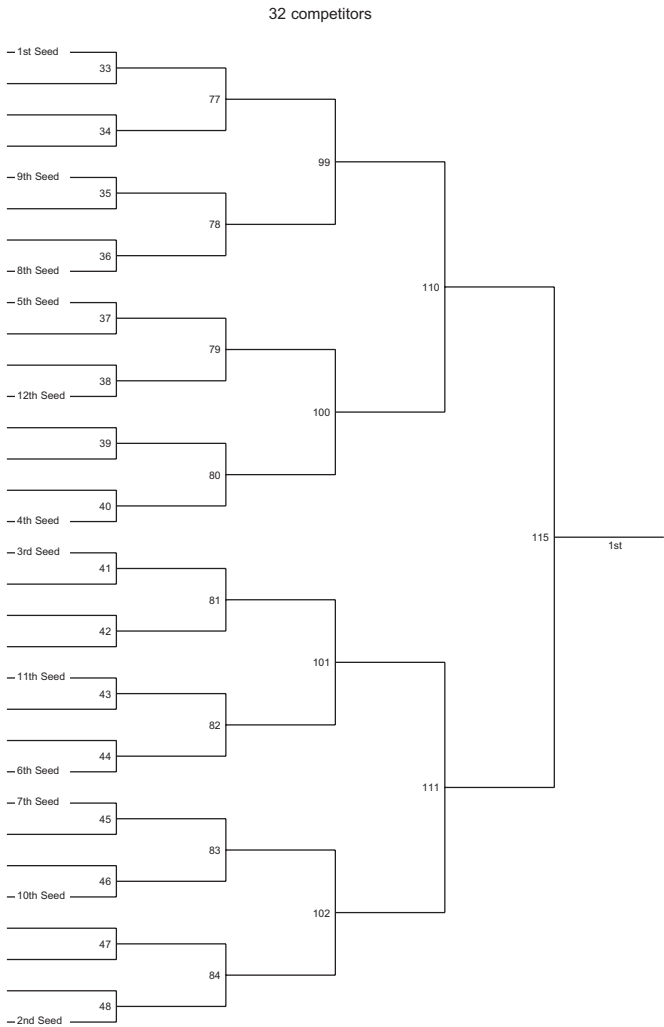 32 competitors
1st Seed
33
77
34
99
9th Seed
35
78
36
8th Seed
110
5th Seed
37
79
38
12th Seed
100
39
80
40
4th Seed
115
1st
3rd Seed
41
81
42
101
11th Seed
43
82
44
6th Seed
111
7th Seed
45
83
46
10th Seed
102
47
84
48
2nd Seed